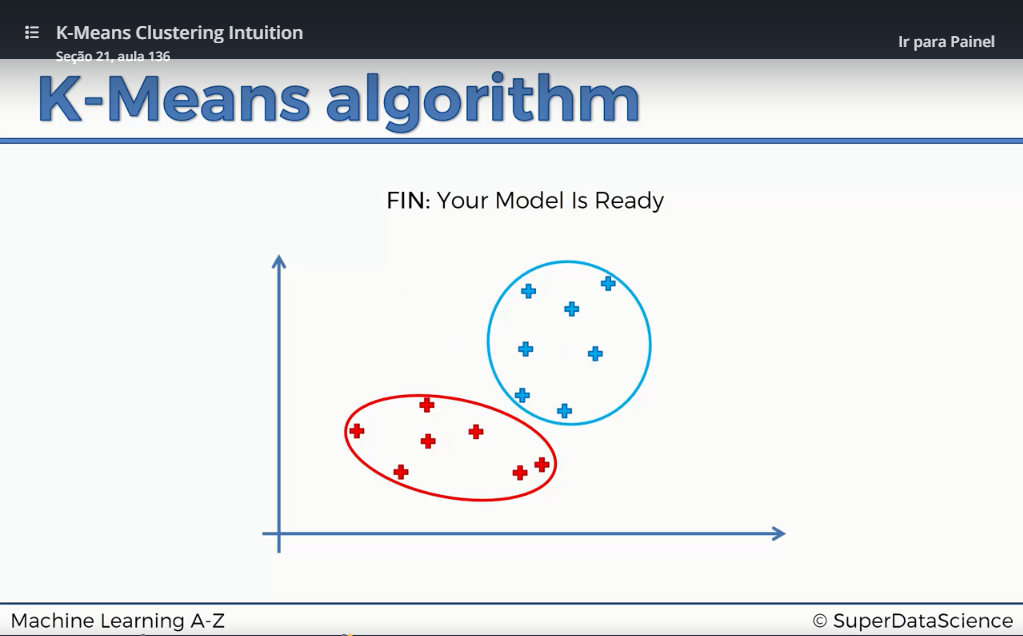 K-Means Clustering Intuition
Seção 21, aula 136
Ir para Painel
K-Means algorithm
FIN: Your Model Is Ready
Machine Learning A-Z
© SuperDataScience